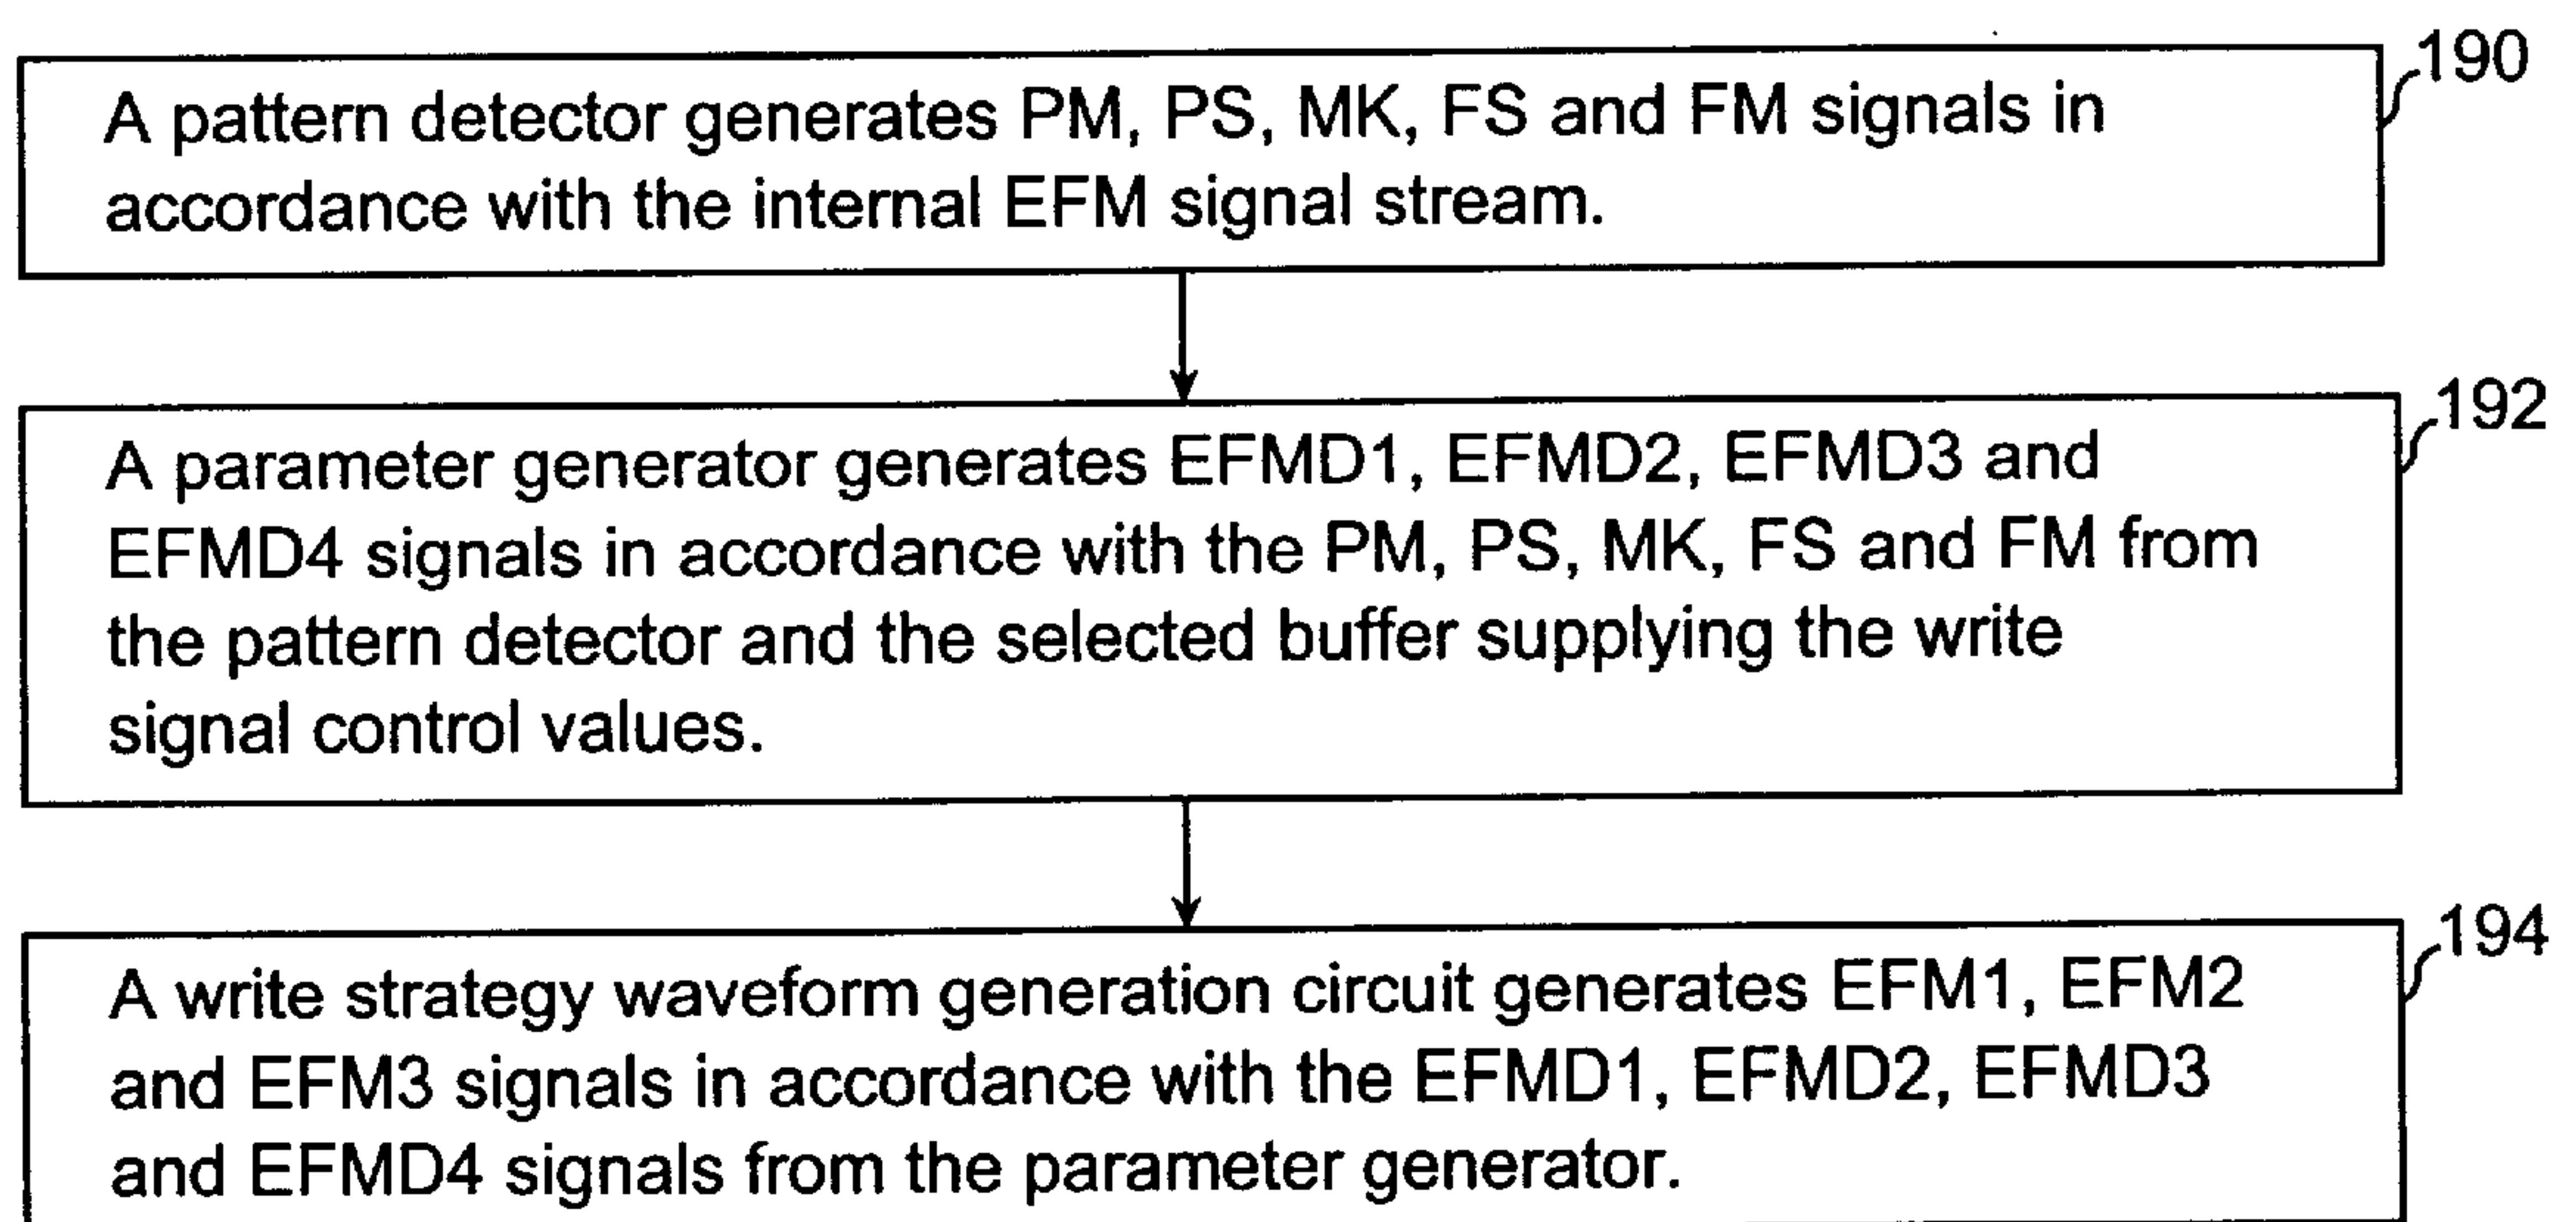 190
A pattern detector generates PM, PS, MK, FS and FM signals in
accordance with the internal EFM signal stream.
192
A parameter generator generates EFMD1, EFMD2, EFMD3 and
EFMD4 signals in accordance with the PM, PS, MK, FS and FM from
the pattern detector and the selected buffer supplying the write
signal control values.
194
A write strategy waveform generation circuit generates EFM1, EFM2
and EFM3 signals in accordance with the EFMD1, EFMD2, EFMD3
and EFMD4 signals from the parameter generator.